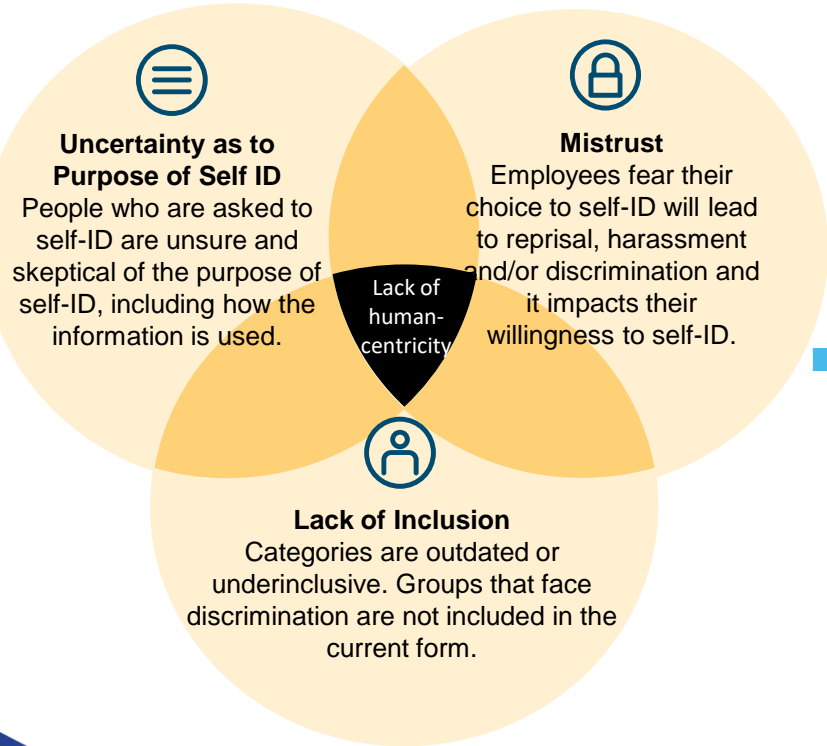 Uncertainty as to
Purpose of Self ID
People who are asked to
self-ID are unsure and
skeptical of the purpose of
self-ID, including how the
information is used.
Mistrust
Employees fear their
choice to self-ID will lead
to reprisal, harassment
and/or discrimination and
it impacts their
willingness to self-ID.
Lack of
human-
centricity
Lack of Inclusion
Categories are outdated or
underinclusive. Groups that face
discrimination are not included in the
current form.